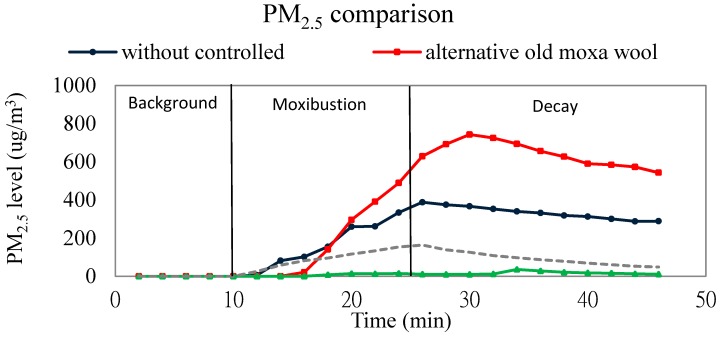 PM2.5 comparison
without controlled
alternative old moxa wool
1000
800
600
400
200
0
PM2.5 level (ug/m3)
Background
Moxibustion
Decay
0 10 20 30 40 50
Time (min)